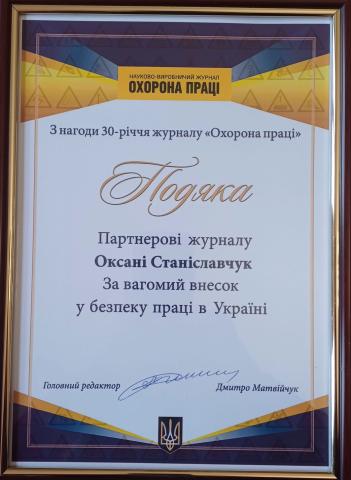 НАУКОВО-ВИРОБНИЧИЙ ЖУРНАЛ
ОХОРОНА ПРАЦІ
З нагоди 30-річчя журналу «Охорона праці»
Подяка
Партнерові журналу
Оксані Станіславчук
За вагомий внесок
у безпеку праці в Україні
Головний редактор
Дмитро Матвійчук